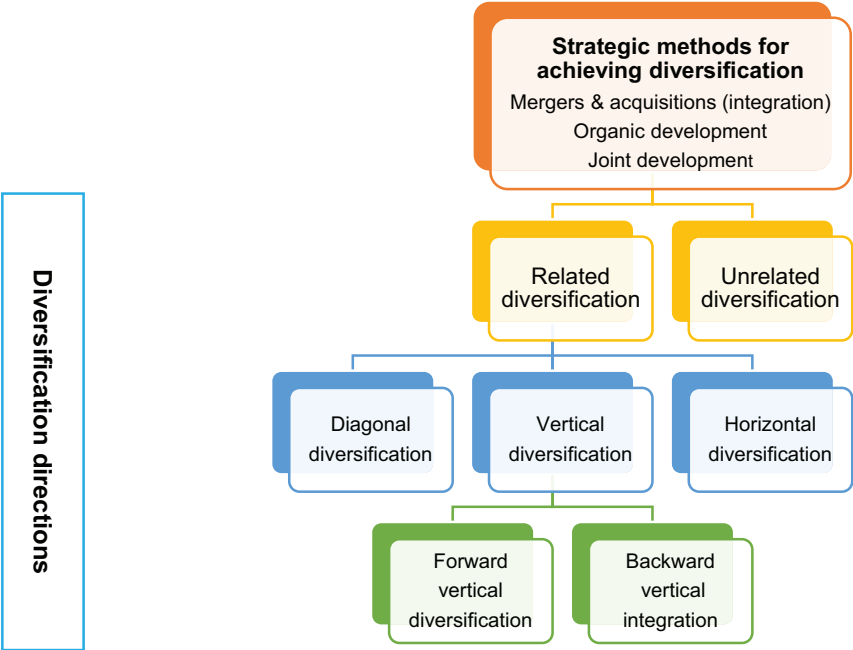 Strategic methods for
achieving diversification
Mergers & acquisitions (integration)
Organic development
Joint development
Diversification directions
Related
diversification
Unrelated
diversification
Diagonal
diversification
Vertical
diversification
Horizontal
diversification
Forward
vertical
diversification
Backward
vertical
integration